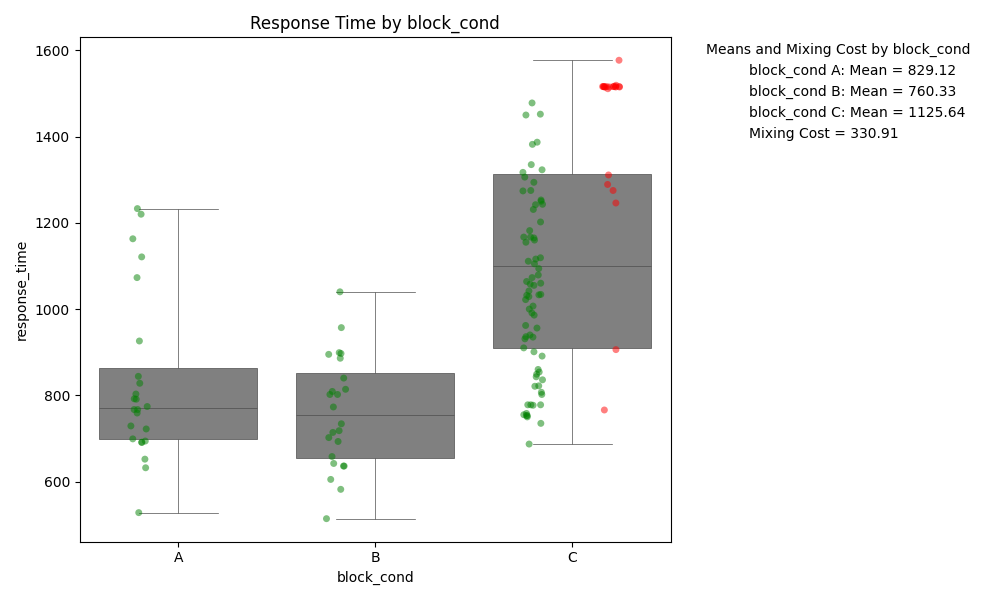 Response Time by block_cond
Means and Mixing Cost by block_cond
block_cond A: Mean = 829.12
block_cond B: Mean = 760.33
block_cond C: Mean = 1125.64
Mixing Cost = 330.91
response_time
1600
1400
1200
1000
800
600
A B C
block_cond